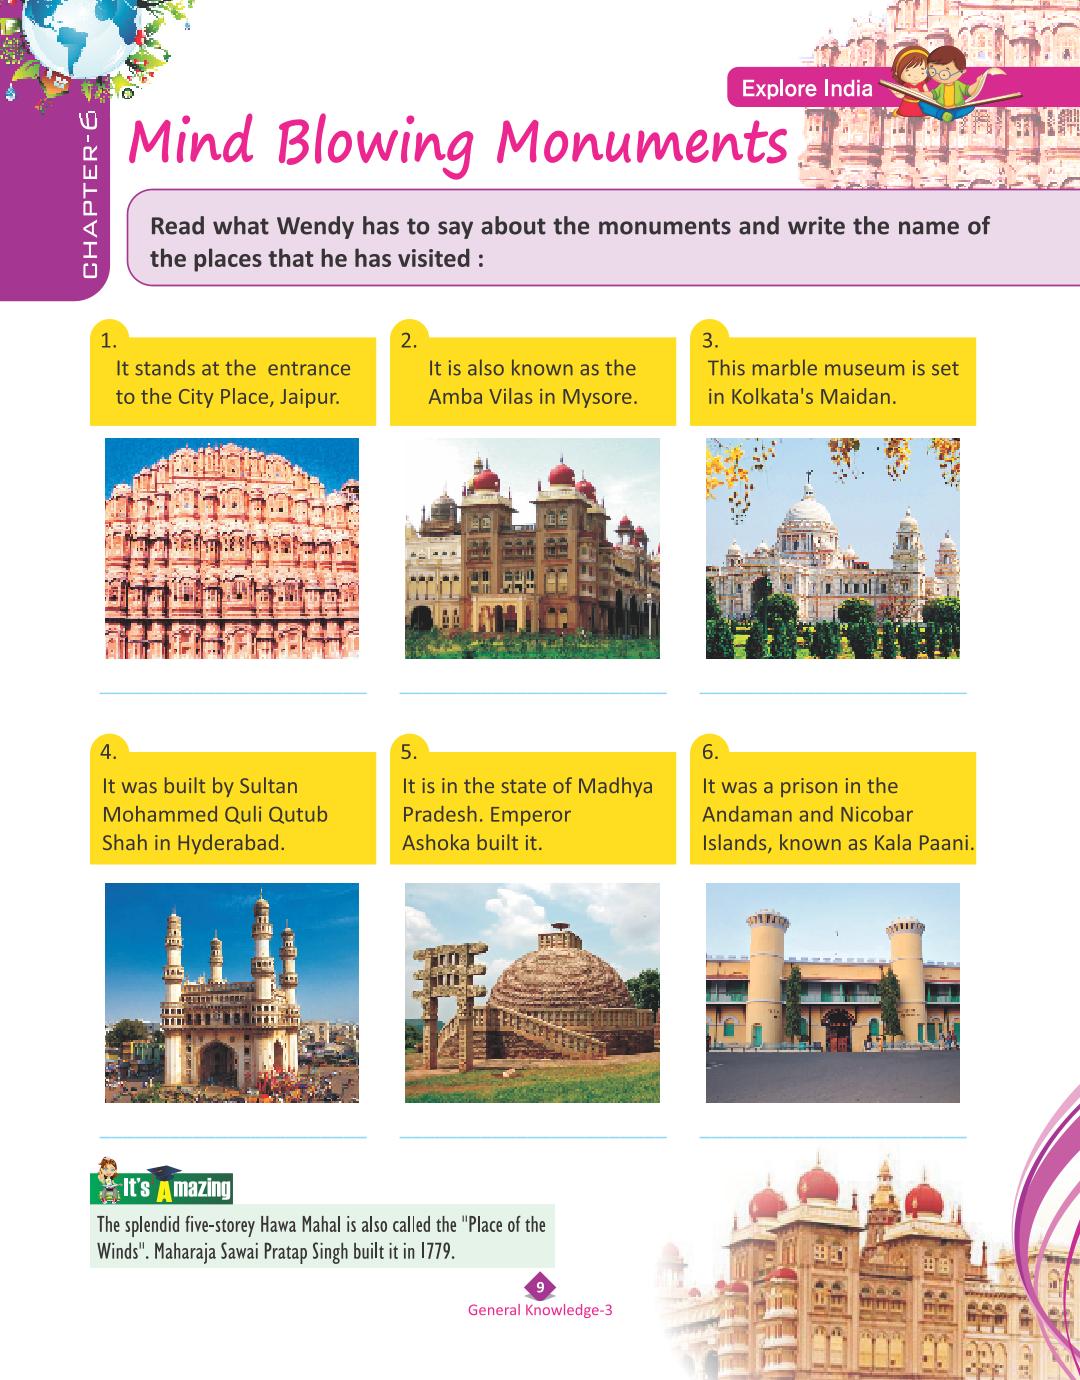 Explore India
CHAPTER-6
Mind Blowing Monuments
Read what Wendy has to say about the monuments and write the name of
the places that he has visited :
1.
It stands at the entrance
to the City Place, Jaipur.
2.
It is also known as the
Amba Vilas in Mysore.
3.
This marble museum is set
in Kolkata's Maidan.
4.
It was built by Sultan
Mohammed Quli Qutub
Shah in Hyderabad.
5.
It is in the state of Madhya
Pradesh. Emperor
Ashoka built it.
6.
It was a prison in the
Andaman and Nicobar
Islands, known as Kala Paani.
It's Amazing
The splendid five-storey Hawa Mahal is also called the "Place of the
Winds". Maharaja Sawai Pratap Singh built it in 1779.
9
General Knowledge-3